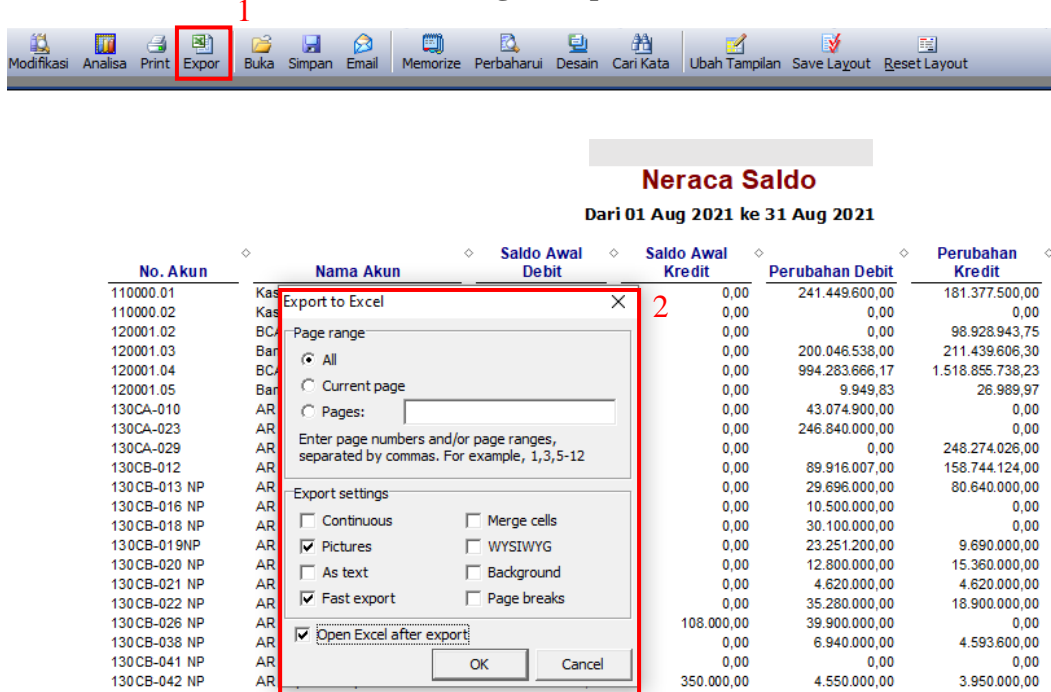 1
Modifikasi Analisa Print Expor Buka Simpan Email Memorize Perbaharui Desain Cari Kata Ubah Tampilan Save Layout Reset Layout
Neraca Saldo
Dari 01 Aug 2021 ke 31 Aug 2021
No. Akun Nama Akun Saldo Awal Debit Saldo Awal Kredit Perubahan Debit Perubahan Kredit
110000.01 Kas 0,00 241.449.600,00 181.377.500,00
110000.02 Kas 0,00 0,00 0,00
120001.02 BCA 0,00 0,00 98.928.943,75
120001.03 Ban 0,00 200.046.538,00 211.439.606,30
120001.04 BCA 0,00 994.283.666,17 1.518.855.738,23
120001.05 Ban 0,00 9.949,83 26.989,97
130CA-010 AR 0,00 43.074.900,00 0,00
130CA-023 AR 0,00 246.840.000,00 0,00
130CA-029 AR 0,00 0,00 248.274.026,00
130CB-012 AR 0,00 89.916.007,00 158.744.124,00
130CB-013 NP AR 0,00 29.696.000,00 80.640.000,00
130CB-016 NP AR 0,00 10.500.000,00 0,00
130CB-018 NP AR 0,00 30.100.000,00 0,00
130CB-019NP AR 0,00 23.251.200,00 9.690.000,00
130CB-020 NP AR 0,00 12.800.000,00 15.360.000,00
130CB-021 NP AR 0,00 4.620.000,00 4.620.000,00
130CB-022 NP AR 0,00 35.280.000,00 18.900.000,00
130CB-026 NP AR 108.000,00 39.900.000,00 0,00
130CB-038 NP AR 0,00 6.940.000,00 4.593.600,00
130CB-041 NP AR 0,00 0,00 0,00
130CB-042 NP AR 350.000,00 4.550.000,00 3.950.000,00
2
Export to Excel
Page range
All
Current page
Pages:
Enter page numbers and/or page ranges,
separated by commas. For example, 1,3,5-12
Export settings
Continuous Merge cells
Pictures WYSIWYG
As text Background
Fast export Page breaks
Open Excel after export
OK Cancel